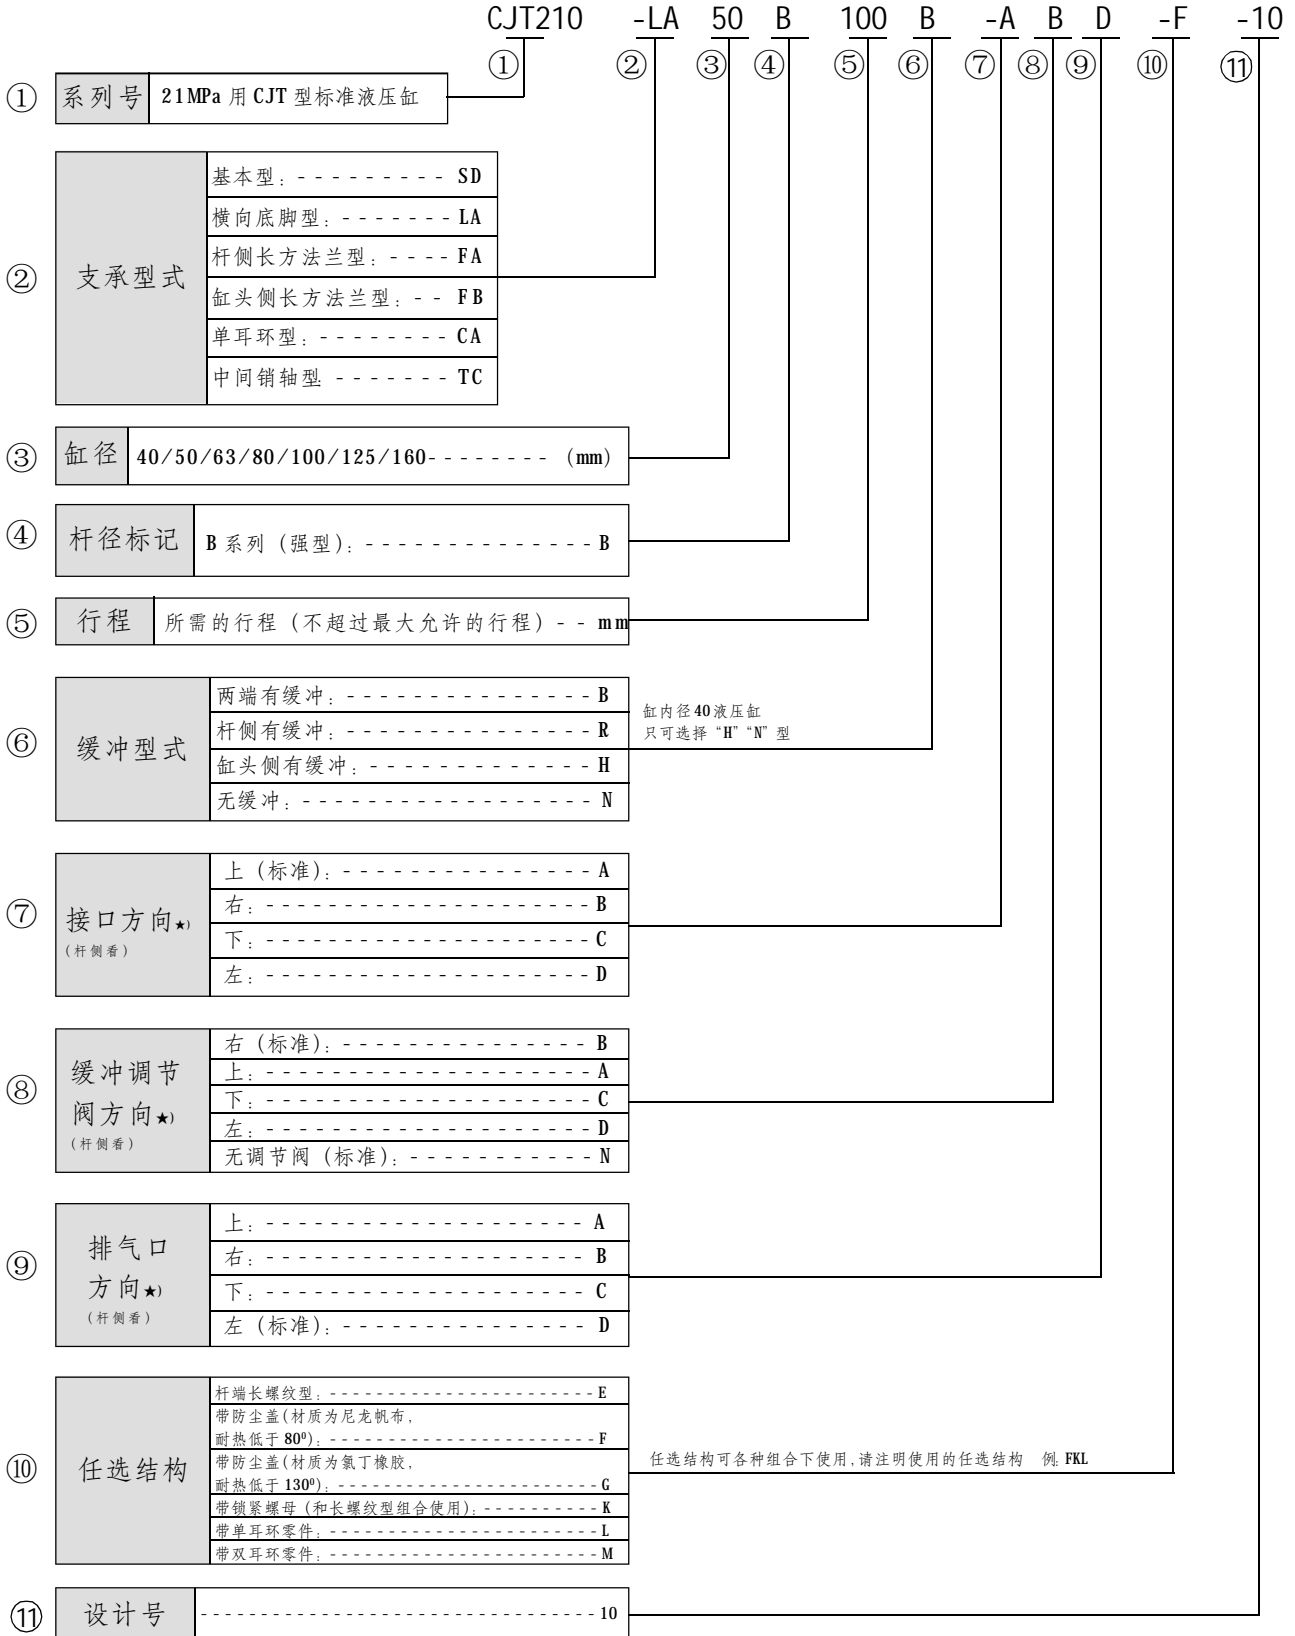 CJT210 -LA 50 B 100 B -A B D -F -10
① ② ③ ④ ⑤ ⑥ ⑦ ⑧ ⑨ ⑩ ⑪
① 系列号 21MPa 用 CJT 型标准液压缸
② 支承型式
基本型: - - - - - - - - - SD
横向底脚型: - - - - - - - LA
杆侧长方法兰型: - - - - FA
缸头侧长方法兰型: - - FB
单耳环型: - - - - - - - - CA
中间销轴型 - - - - - - - TC
③ 缸径 40/50/63/80/100/125/160- - - - - - - - (mm)
④ 杆径标记 B 系列 (强型): - - - - - - - - - - - - - - B
⑤ 行程 所需的行程 (不超过最大允许的行程) - - mm
⑥ 缓冲型式
两端有缓冲: - - - - - - - - - - - - - - - B
杆侧有缓冲: - - - - - - - - - - - - - - - R
缸头侧有缓冲: - - - - - - - - - - - - - H
无缓冲: - - - - - - - - - - - - - - - - - - N
缸内径40液压缸
只可选择 “H” “N” 型
⑦ 接口方向★)
(杆侧看)
上 (标准): - - - - - - - - - - - - - - - A
右: - - - - - - - - - - - - - - - - - - - - B
下: - - - - - - - - - - - - - - - - - - - - C
左: - - - - - - - - - - - - - - - - - - - - D
⑧ 缓冲调节
阀方向★)
(杆侧看)
右 (标准): - - - - - - - - - - - - - - - B
上: - - - - - - - - - - - - - - - - - - - - A
下: - - - - - - - - - - - - - - - - - - - - C
左: - - - - - - - - - - - - - - - - - - - - D
无调节阀 (标准): - - - - - - - - - - - N
⑨ 排气口
方向★)
(杆侧看)
上: - - - - - - - - - - - - - - - - - - - - A
右: - - - - - - - - - - - - - - - - - - - - B
下: - - - - - - - - - - - - - - - - - - - - C
左 (标准): - - - - - - - - - - - - - - - D
⑩ 任选结构
杆端长螺纹型: - - - - - - - - - - - - - - - - - - - - - - E
带防尘盖(材质为尼龙帆布,
耐热低于 80⁰): - - - - - - - - - - - - - - - - - - - - - - F
带防尘盖(材质为氯丁橡胶,
耐热低于 130⁰): - - - - - - - - - - - - - - - - - - - - - - G
带锁紧螺母 (和长螺纹型组合使用): - - - - - - - - - - K
带单耳环零件: - - - - - - - - - - - - - - - - - - - - - - L
带双耳环零件: - - - - - - - - - - - - - - - - - - - - - - M
任选结构可各种组合下使用,请注明使用的任选结构 例: FKL
⑪ 设计号 - - - - - - - - - - - - - - - - - - - - - - - - - - - - - - - - - 10